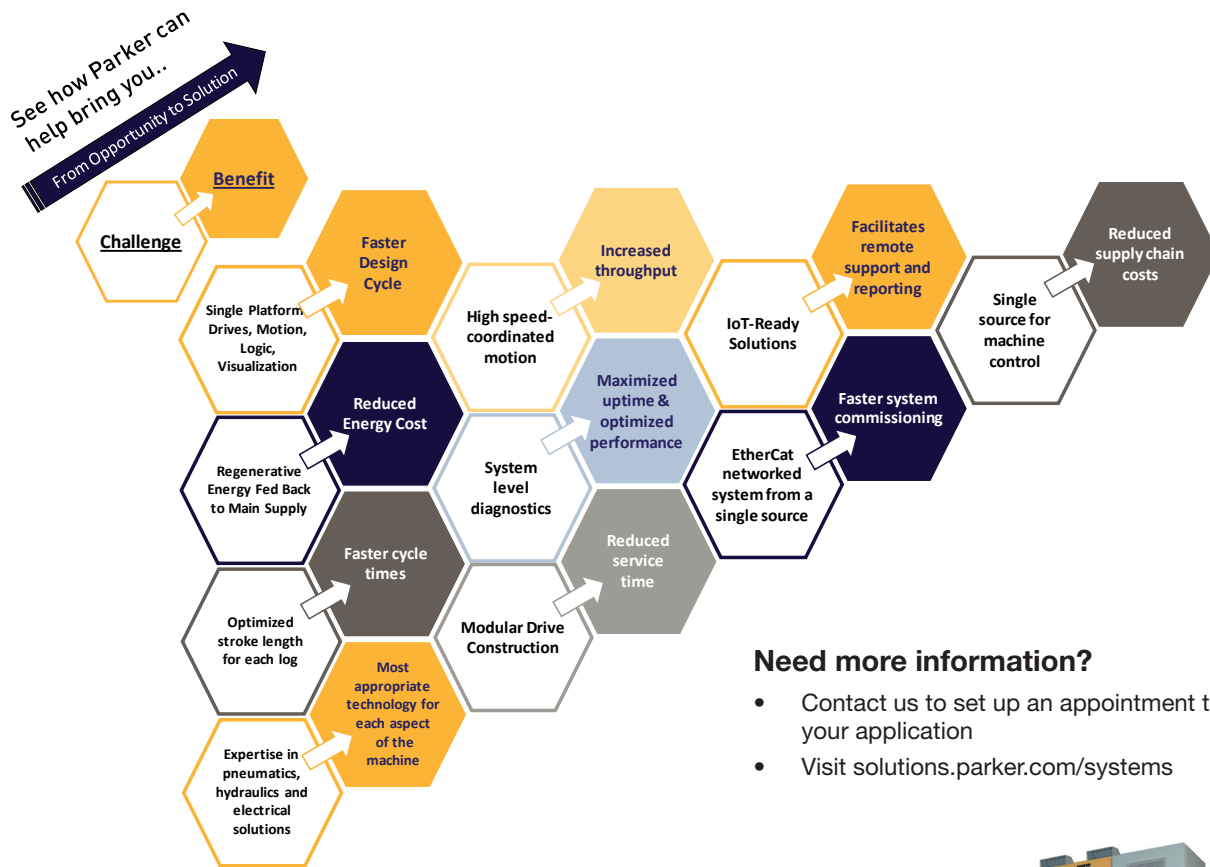 See how Parker can
help bring you..
From Opportunity to Solution
Benefit
Challenge
Faster
Design
Cycle
Single Platform
Drives, Motion,
Logic,
Visualization
Reduced
Energy Cost
Regenerative
Energy Fed Back
to Main Supply
Faster cycle
times
Optimized
stroke length
for each log
Most
appropriate
technology for
each aspect
of the
machine
Expertise in
pneumatics,
hydraulics and
electrical
solutions
Increased
throughput
High speed-
coordinated
motion
Maximized
uptime &
optimized
performance
System
level
diagnostics
Reduced
service
time
Modular Drive
Construction
Facilitates
remote
support and
reporting
IoT-Ready
Solutions
Faster system
commissioning
EtherCat
networked
system from a
single source
Reduced
supply chain
costs
Single
source for
machine
control
Need more information?
• Contact us to set up an appointment t
your application
• Visit solutions.parker.com/systems